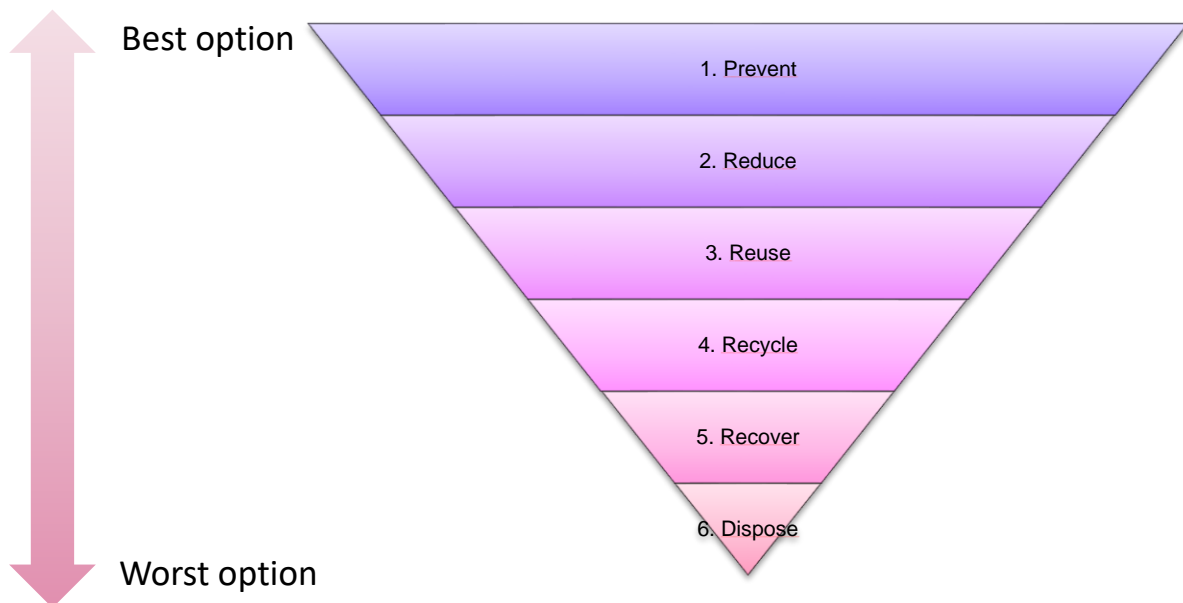 Best option
1. Prevent
2. Reduce
3. Reuse
4. Recycle
5. Recover
6. Dispose
Worst option